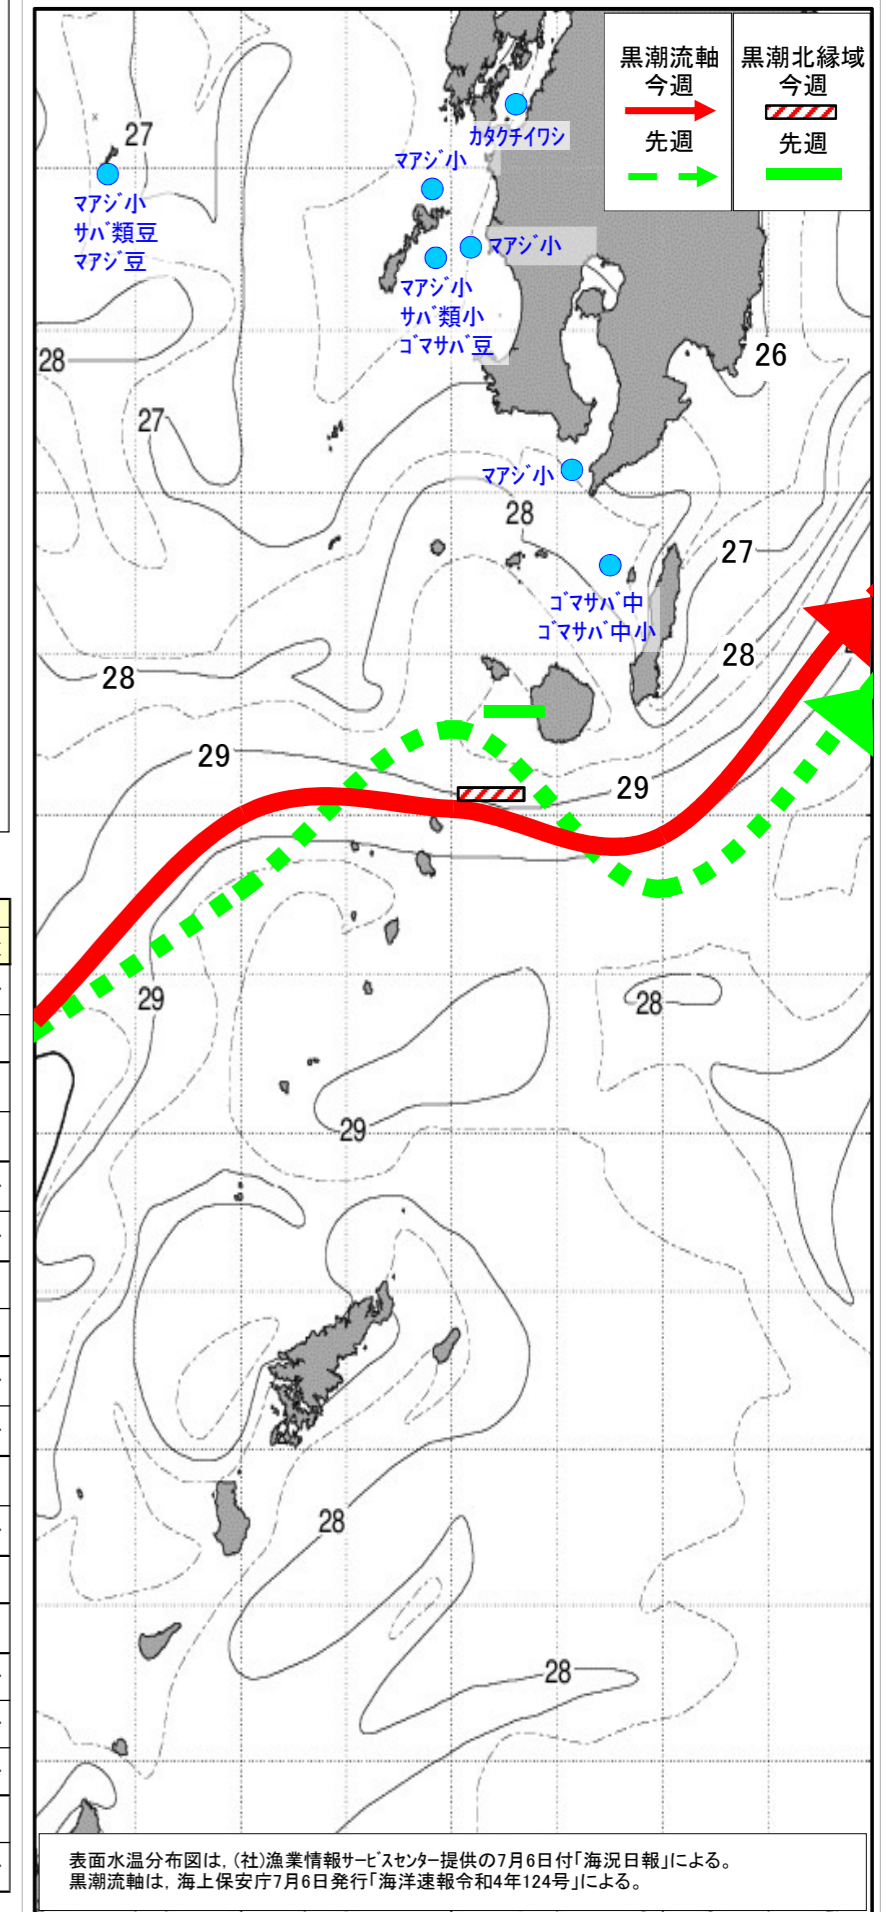 黒潮流軸
今週
先週
黒潮北縁域
今週
先週
カタクチイワシ
27
マアジ小
マアジ小
サバ類豆
マアジ豆
マアジ小
マアジ小
サバ類小
ゴマサバ豆
28
26
27
マアジ小
28
27
ゴマサバ中
ゴマサバ中小
28
28
29
29
29
28
29
28
28
表面水温分布図は,(社)漁業情報サービスセンター提供の7月6日付「海況日報」による。
黒潮流軸は,海上保安庁7月6日発行「海洋速報令和4年124号」による。